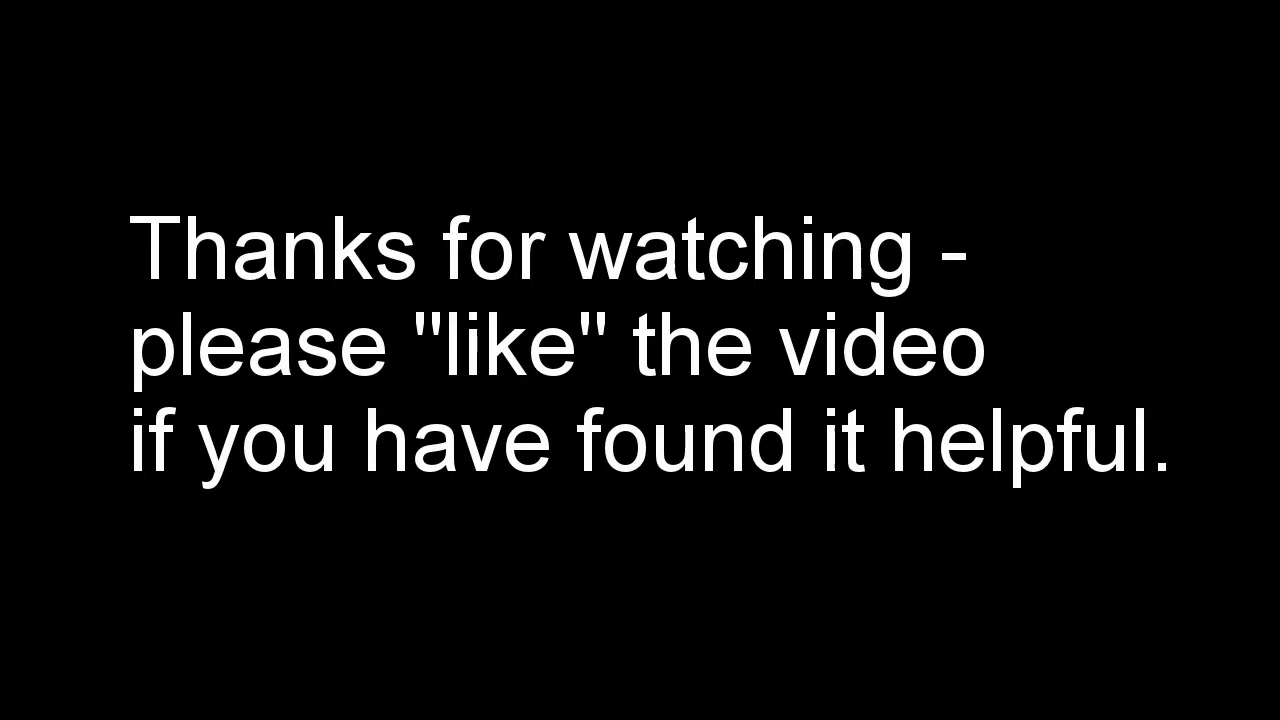 Thanks for watching -
please "like" the video
if you have found it helpful.